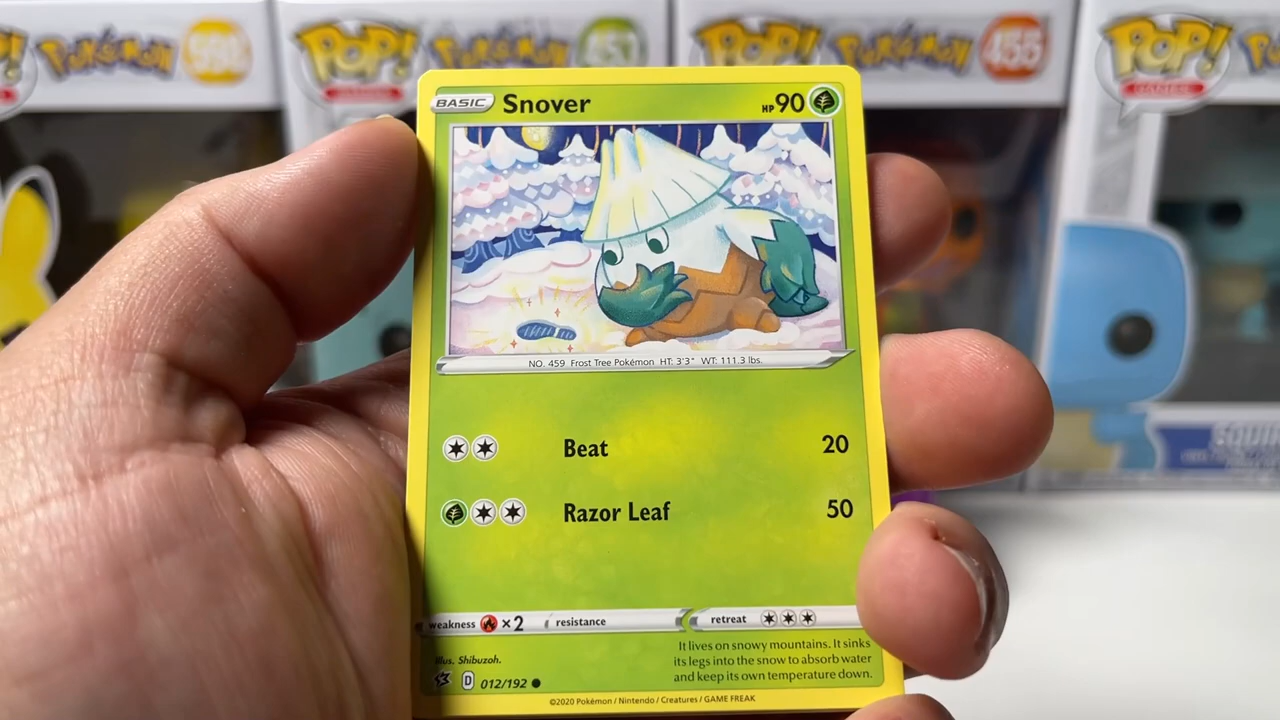 POP! Pokémon
POP! Pokémon
POP! Pokémon 455
POP!
BASIC Snover HP 90
NO. 459 Frost Tree Pokémon HT: 3'3" WT: 111.3 lbs.
Beat 20
Razor Leaf 50
weakness ×2 resistance retreat
It lives on snowy mountains. It sinks
its legs into the snow to absorb water
and keep its own temperature down.
Illus. Shibuzoh.
D 012/192
©2020 Pokémon / Nintendo / Creatures / GAME FREAK